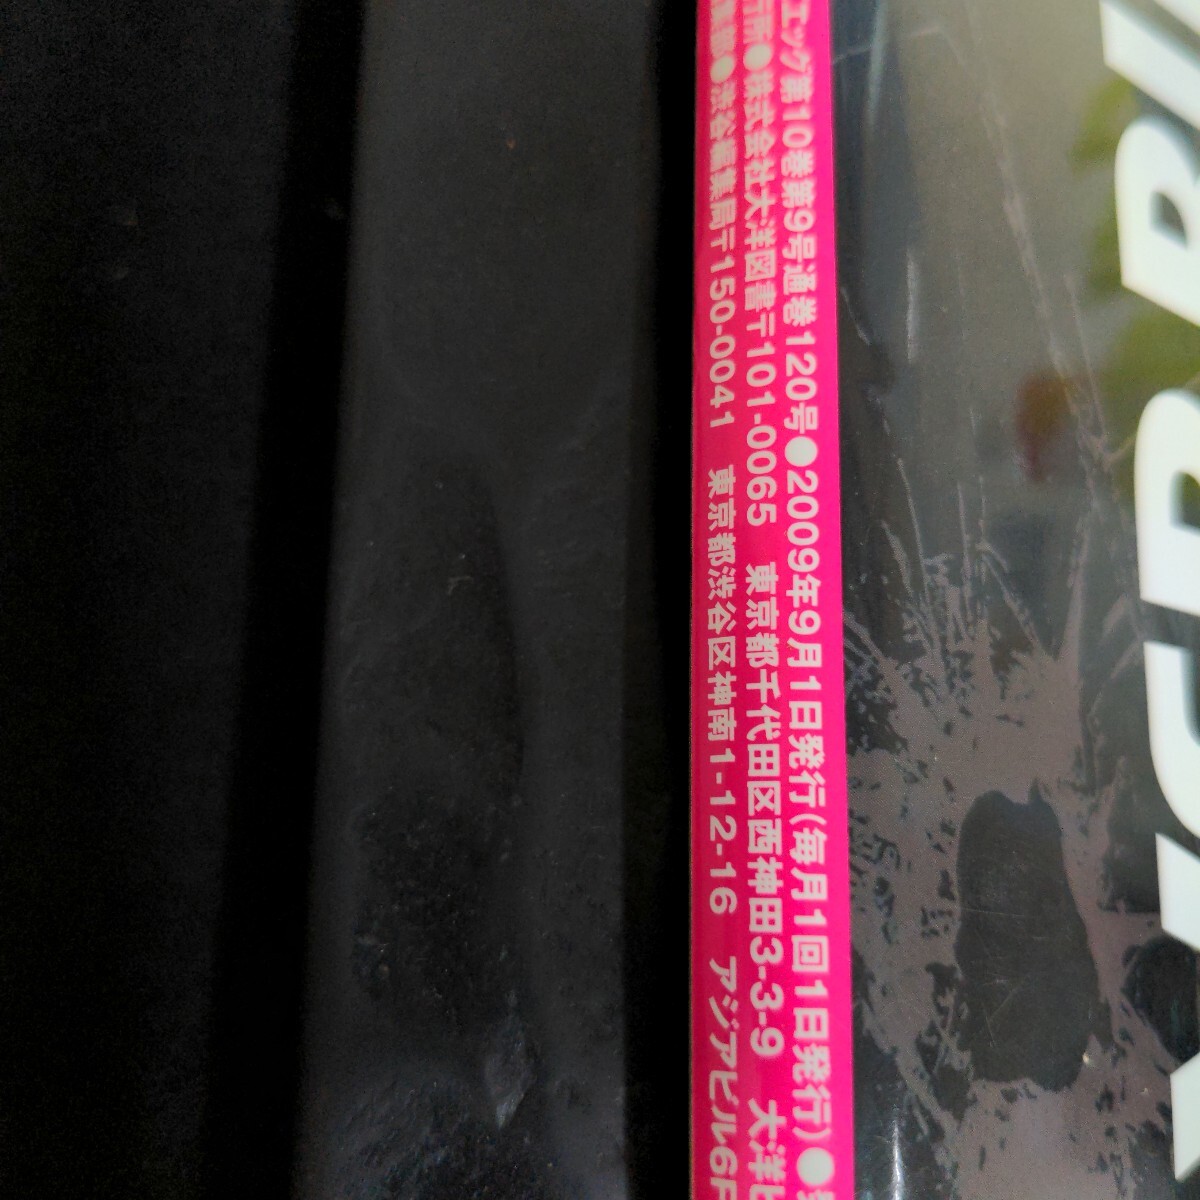 エッグ第10巻第9号通巻120号●2009年9月1日発行(毎月1回1日発行)●
行所●株式会社大洋図書〒101-0065 東京都千代田区西神田3-3-9 大洋ビ
集部●渋谷編集局〒150-0041 東京都渋谷区神南1-12-16 アジアビル6F